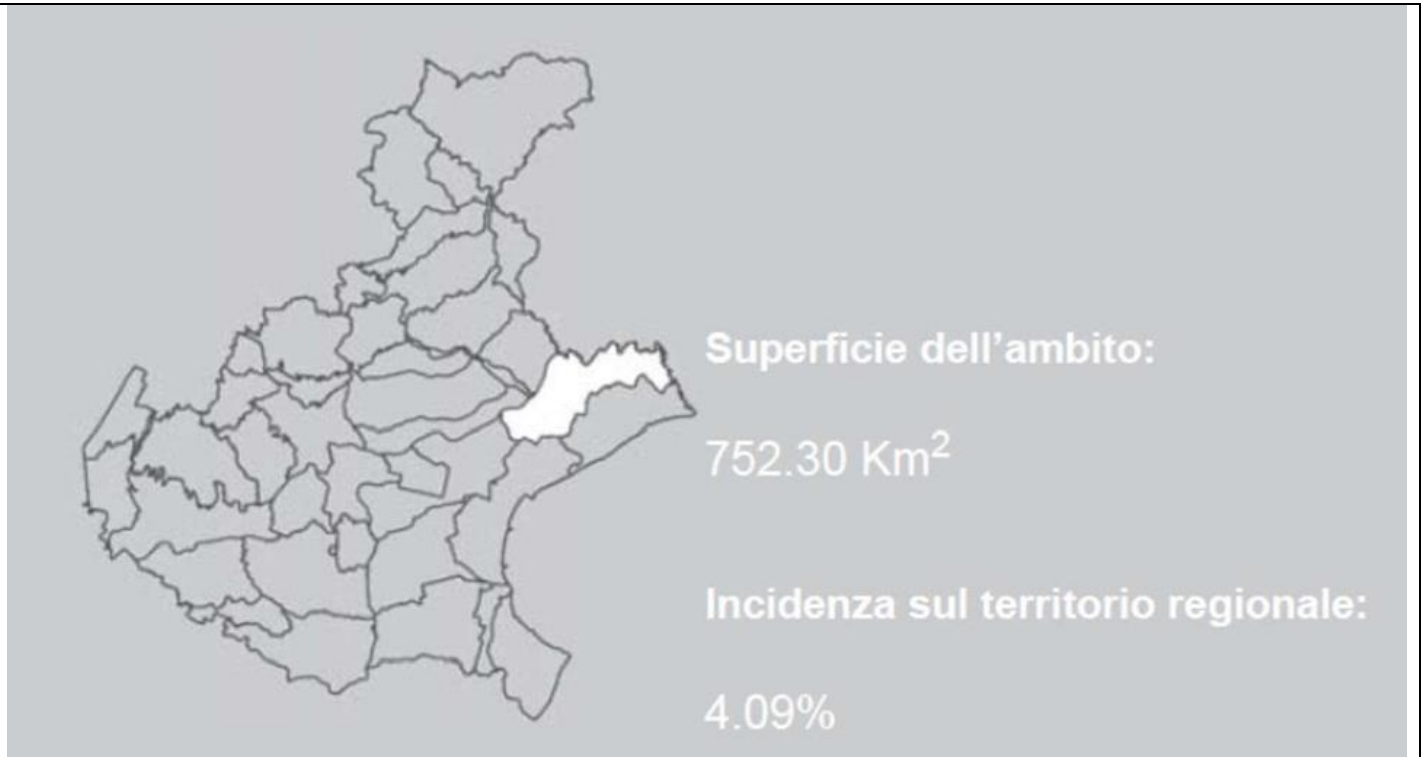 Superficie dell’ambito:
752.30 Km²
Incidenza sul territorio regionale:
4.09%